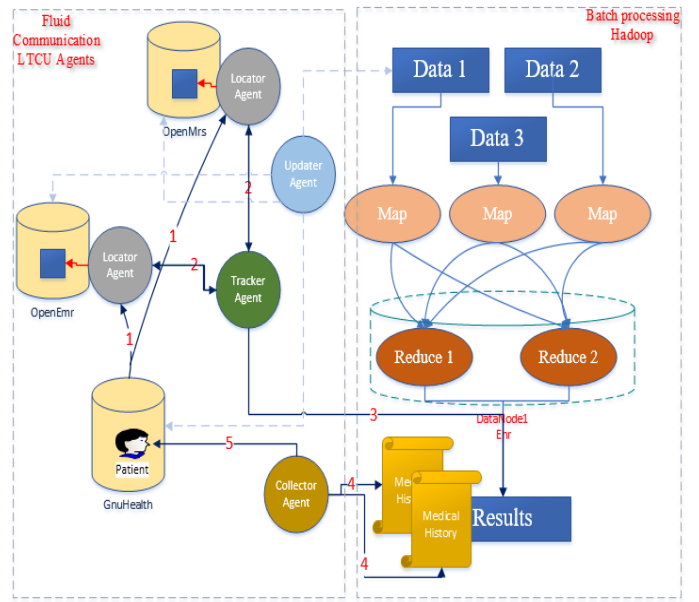 Fluid
Communication
LTCU Agents
Batch processing
Hadoop
Locator
Agent
OpenMrs
Data 1
Data 2
Data 3
Updater
Agent
2
1
Map
Map
Map
Locator
Agent
2
OpenEmr
Tracker
Agent
1
Reduce 1
Reduce 2
3
DataNode1
Patient
5
GnuHealth
Collector
Agent
4
Medical
History
Results
4